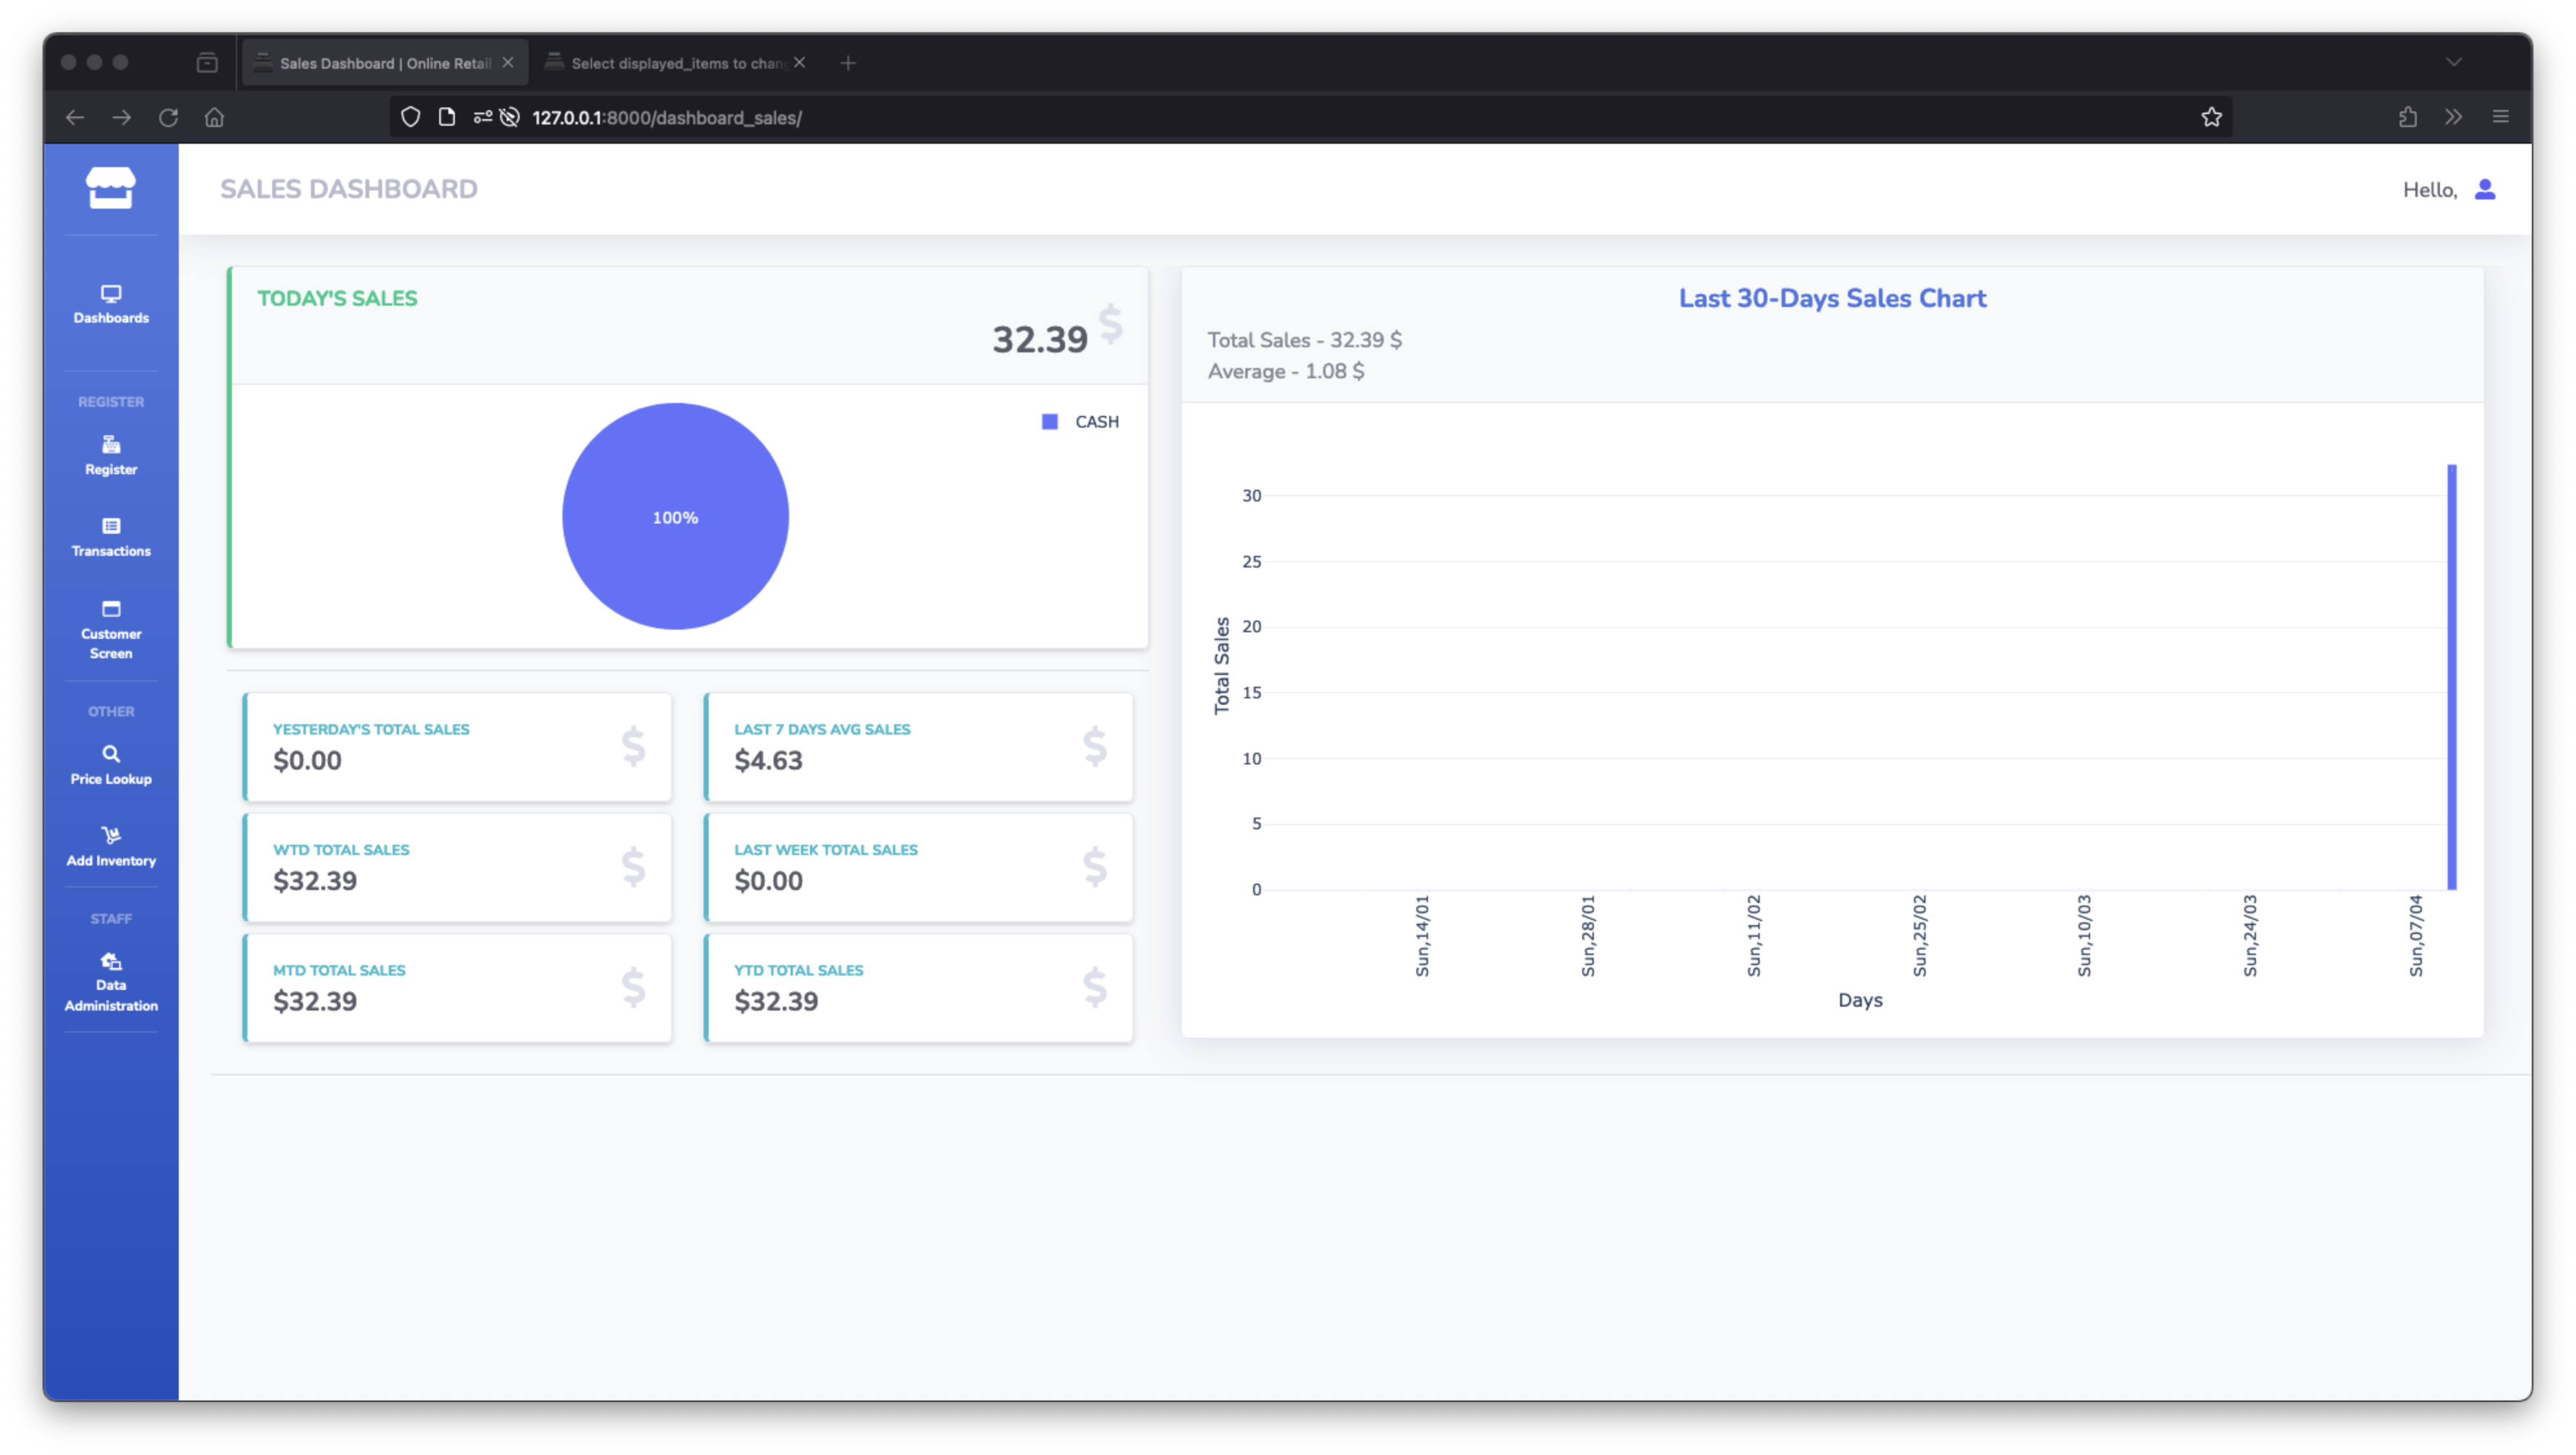 Sales Dashboard | Online Retail
Select displayed_items to chan
127.0.0.1:8000/dashboard_sales/
SALES DASHBOARD
Hello,
Dashboards
REGISTER
Register
Transactions
Customer
Screen
OTHER
Price Lookup
Add Inventory
STAFF
Data
Administration
TODAY'S SALES
32.39 $
CASH
100%
YESTERDAY'S TOTAL SALES
$0.00
$
LAST 7 DAYS AVG SALES
$4.63
$
WTD TOTAL SALES
$32.39
$
LAST WEEK TOTAL SALES
$0.00
$
MTD TOTAL SALES
$32.39
$
YTD TOTAL SALES
$32.39
$
Last 30-Days Sales Chart
Total Sales - 32.39 $
Average - 1.08 $
Total Sales
30
25
20
15
10
5
0
Sun,14/01
Sun,28/01
Sun,11/02
Sun,25/02
Sun,10/03
Sun,24/03
Sun,07/04
Days